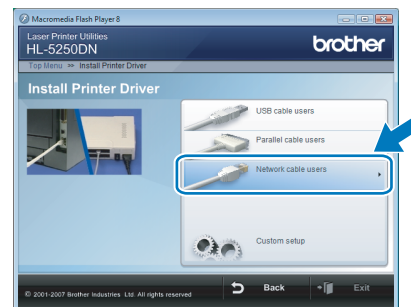 Macromedia Flash Player 8
Laser Printer Utilities
HL-5250DN
brother
Top Menu >> Install Printer Driver
Install Printer Driver
USB cable users
Parallel cable users
Network cable users
Custom setup
© 2001-2007 Brother Industries Ltd. All rights reserved
Back
Exit